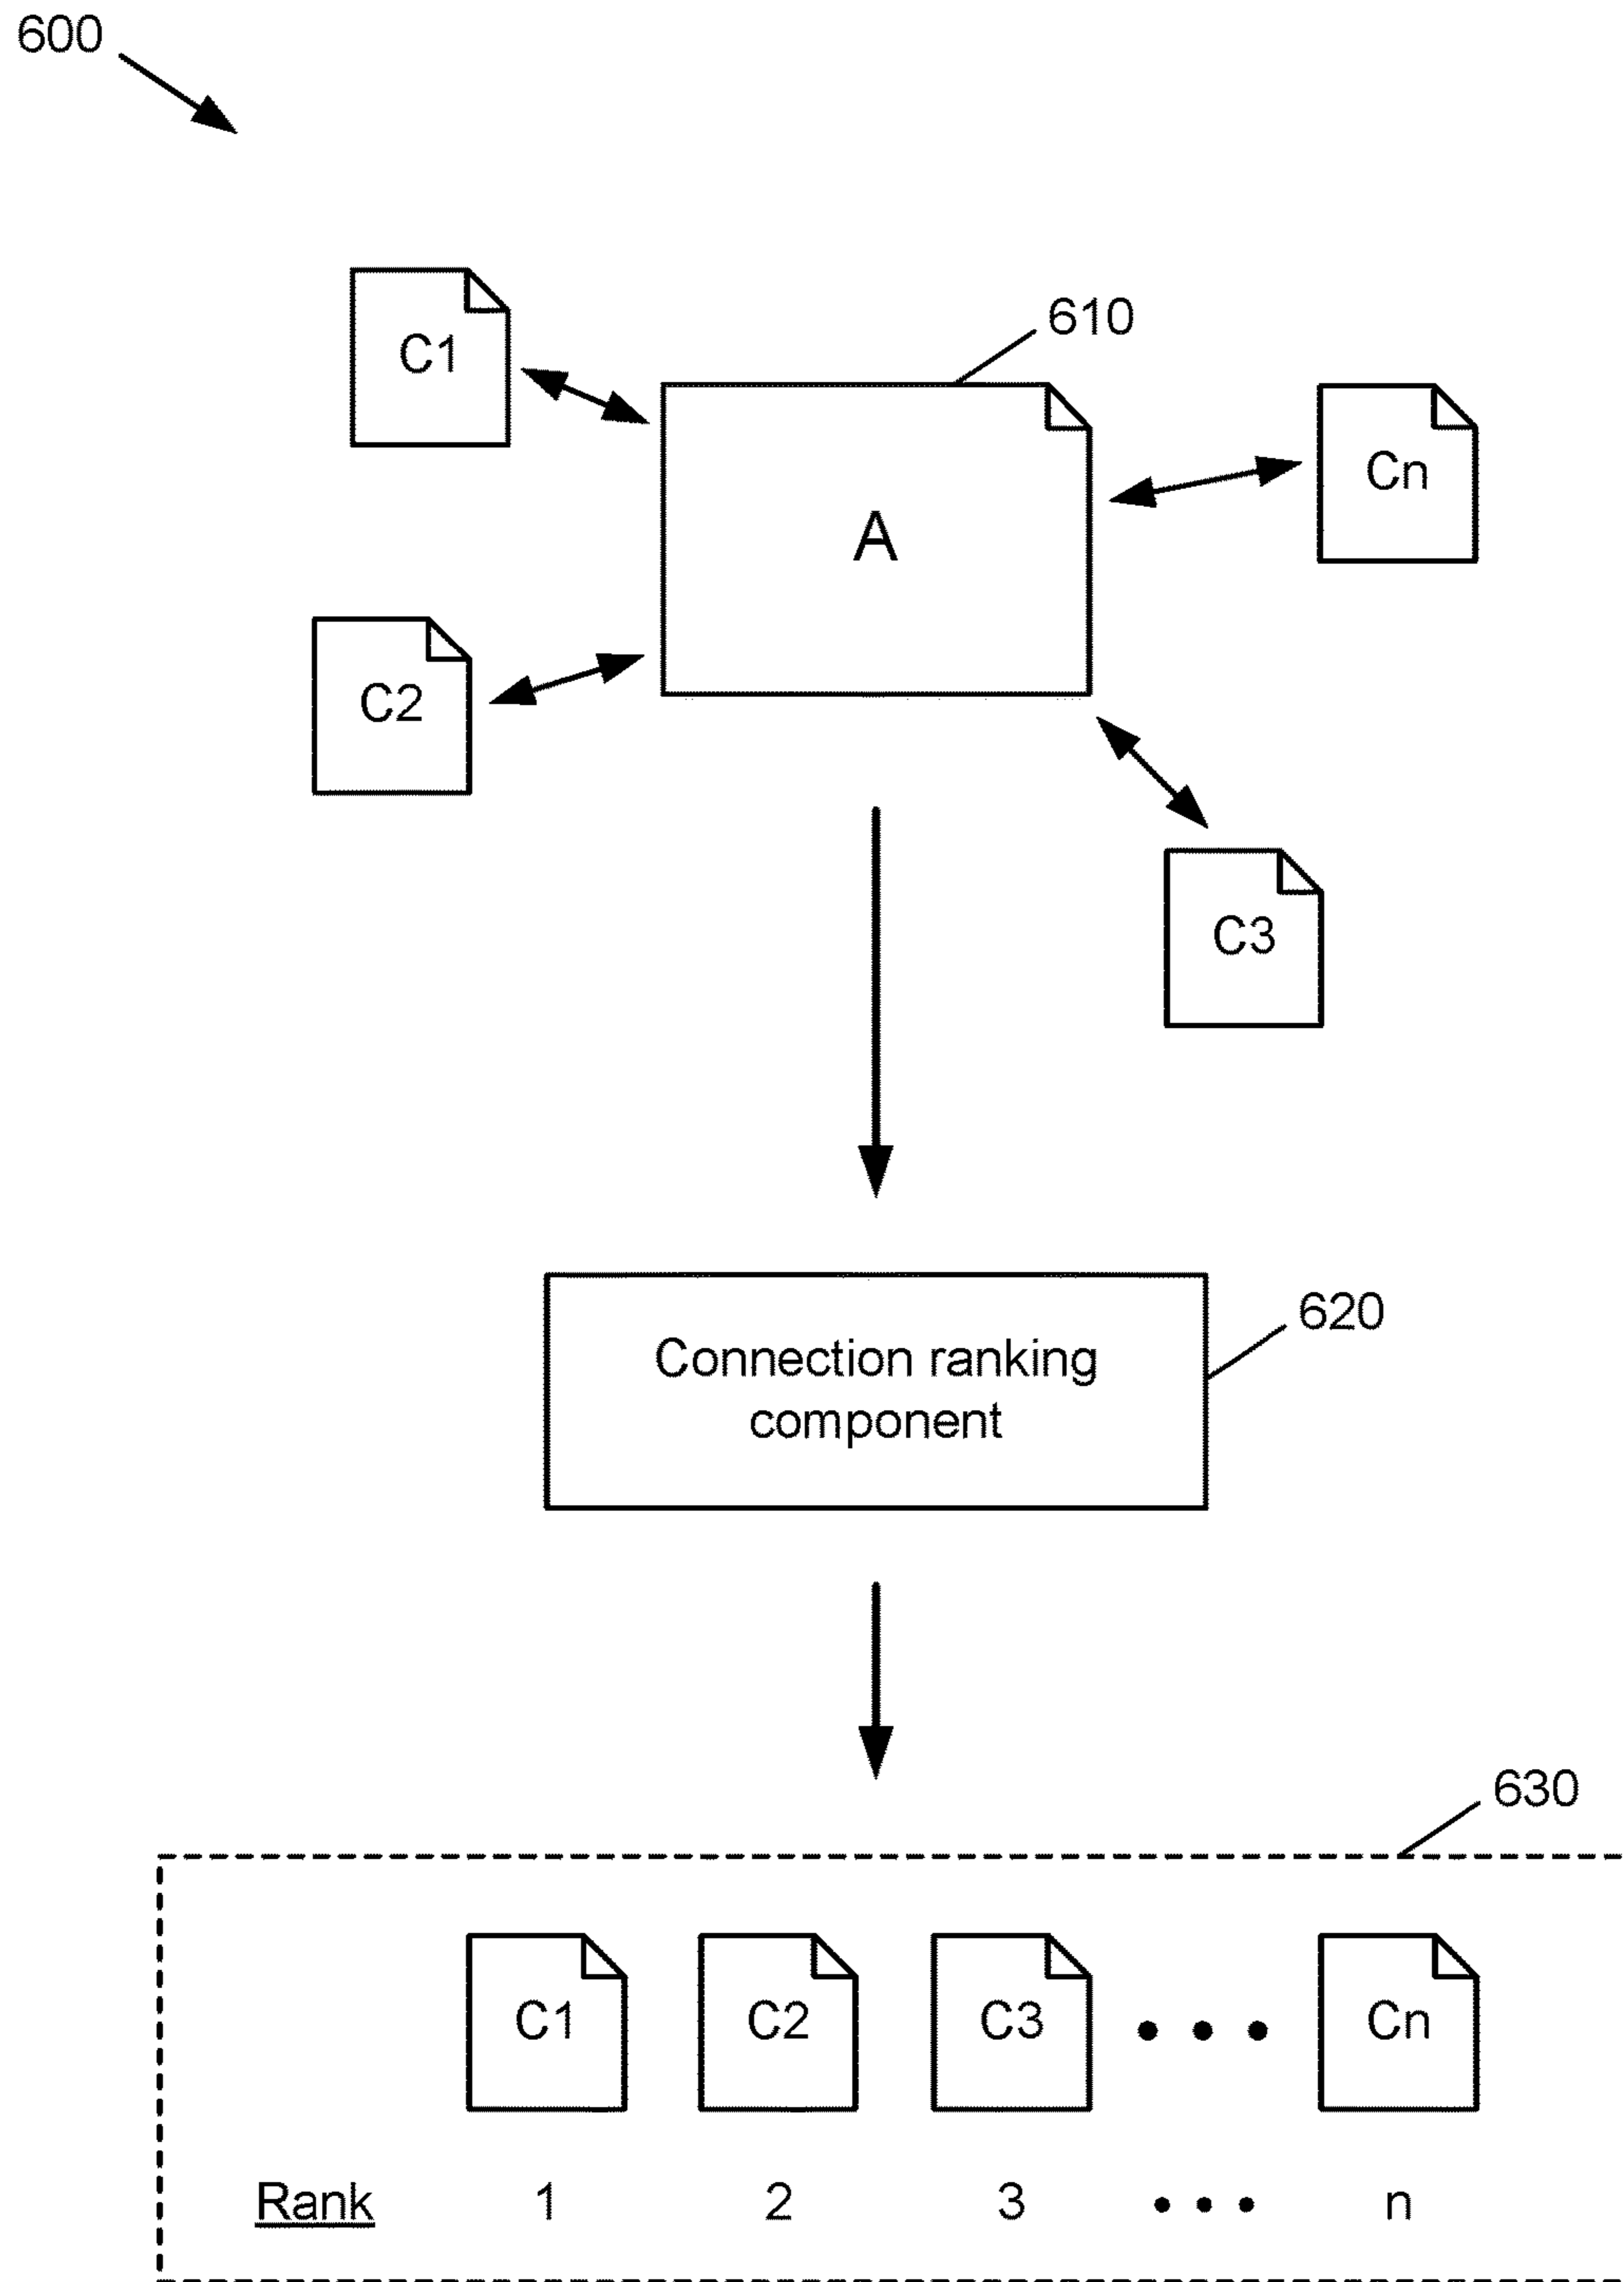 600
610
C1
A
Cn
C2
C3
Connection ranking
component
620
630
C1 C2 C3 • • • Cn
Rank 1 2 3 • • • n